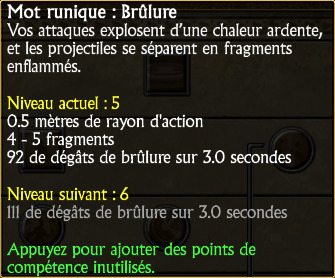 Mot runique : Brûlure
Vos attaques explosent d'une chaleur ardente,
et les projectiles se séparent en fragments
enflammés.
Niveau actuel : 5
0.5 mètres de rayon d'action
4 - 5 fragments
92 de dégâts de brûlure sur 3.0 secondes
Niveau suivant : 6
111 de dégâts de brûlure sur 3.0 secondes
Appuyez pour ajouter des points de
compétence inutilisés.